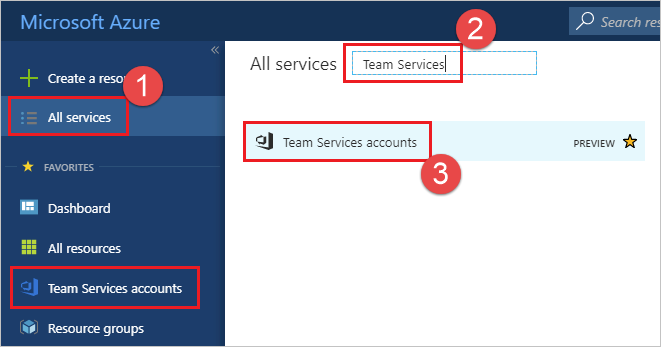 Microsoft Azure
Search res
«
Create a resou
1
All services
FAVORITES
Dashboard
All resources
Team Services accounts
Resource groups
All services
Team Services
2
Team Services accounts
PREVIEW
3